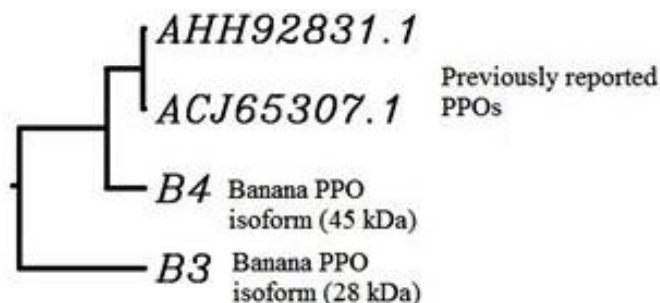 AHH92831.1
ACJ65307.1
Previously reported
PPOs
B4 Banana PPO
isoform (45 kDa)
B3 Banana PPO
isoform (28 kDa)